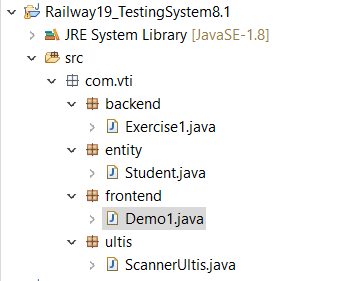 Railway19_TestingSystem8.1
JRE System Library [JavaSE-1.8]
src
com.vti
backend
Exercise1.java
entity
Student.java
frontend
Demo1.java
ultis
ScannerUltis.java